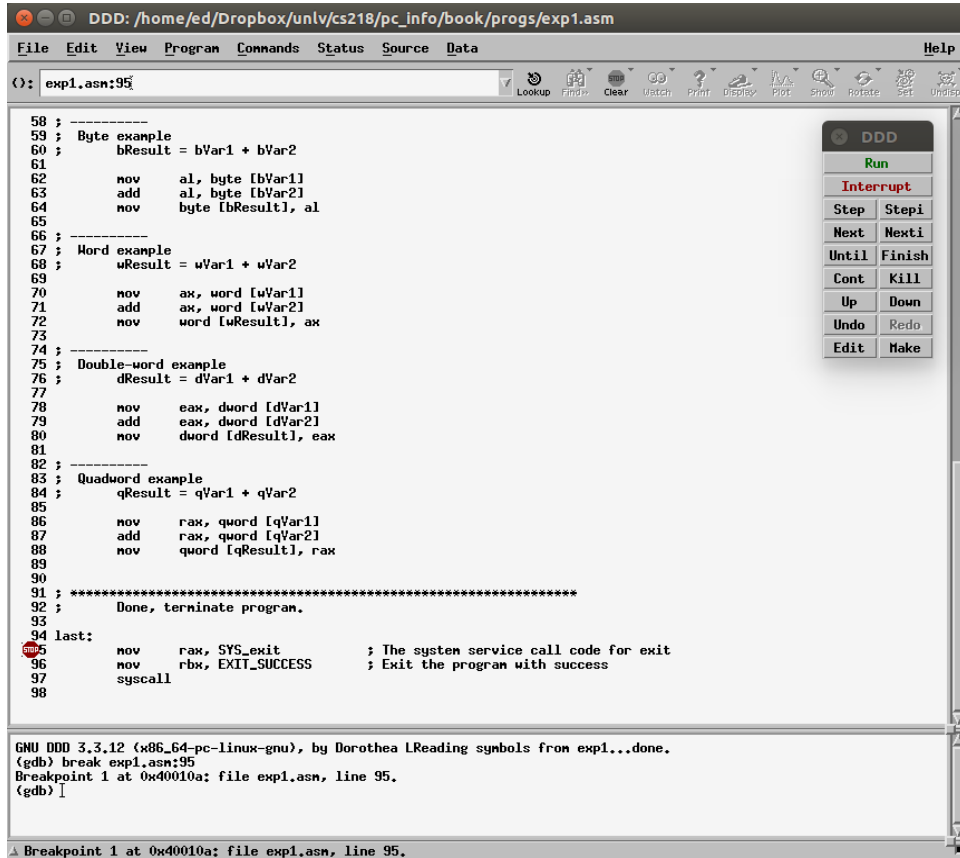 DDD: /home/ed/Dropbox/unlv/cs218/pc_info/book/progs/exp1.asm
File Edit View Program Commands Status Source Data Help
(): exp1.asm:95
Lookup Find» Clear Watch Print Display Plot Show Rotate Set Undisp
STOP
58 ; ----------
59 ;  Byte example
60 ;       bResult = bVar1 + bVar2
61
62         mov     al, byte [bVar1]
63         add     al, byte [bVar2]
64         mov     byte [bResult], al
65
66 ; ----------
67 ;  Word example
68 ;       wResult = wVar1 + wVar2
69
70         mov     ax, word [wVar1]
71         add     ax, word [wVar2]
72         mov     word [wResult], ax
73
74 ; ----------
75 ;  Double-word example
76 ;       dResult = dVar1 + dVar2
77
78         mov     eax, dword [dVar1]
79         add     eax, dword [dVar2]
80         mov     dword [dResult], eax
81
82 ; ----------
83 ;  Quadword example
84 ;       qResult = qVar1 + qVar2
85
86         mov     rax, qword [qVar1]
87         add     rax, qword [qVar2]
88         mov     qword [qResult], rax
89
90
91 ; *****************************************************************
92 ;       Done, terminate program.
93
94 last:
STOP 5         mov     rax, SYS_exit           ; The system service call code for exit
96         mov     rbx, EXIT_SUCCESS       ; Exit the program with success
97         syscall
98
DDD
Run
Interrupt
Step Stepi
Next Nexti
Until Finish
Cont Kill
Up Down
Undo Redo
Edit Make
GNU DDD 3.3.12 (x86_64-pc-linux-gnu), by Dorothea LReading symbols from exp1...done.
(gdb) break exp1.asm:95
Breakpoint 1 at 0x40010a: file exp1.asm, line 95.
(gdb)
Breakpoint 1 at 0x40010a: file exp1.asm, line 95.